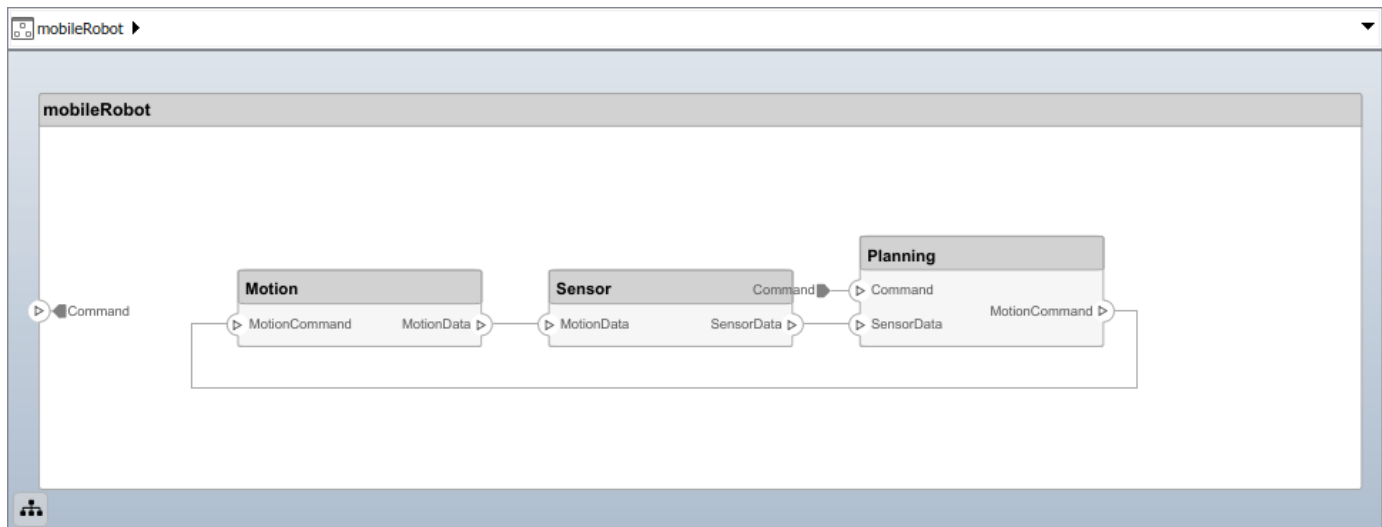 mobileRobot
mobileRobot
Planning
Motion
Sensor
Command
Command
Command
MotionCommand
MotionCommand
MotionData
MotionData
SensorData
SensorData